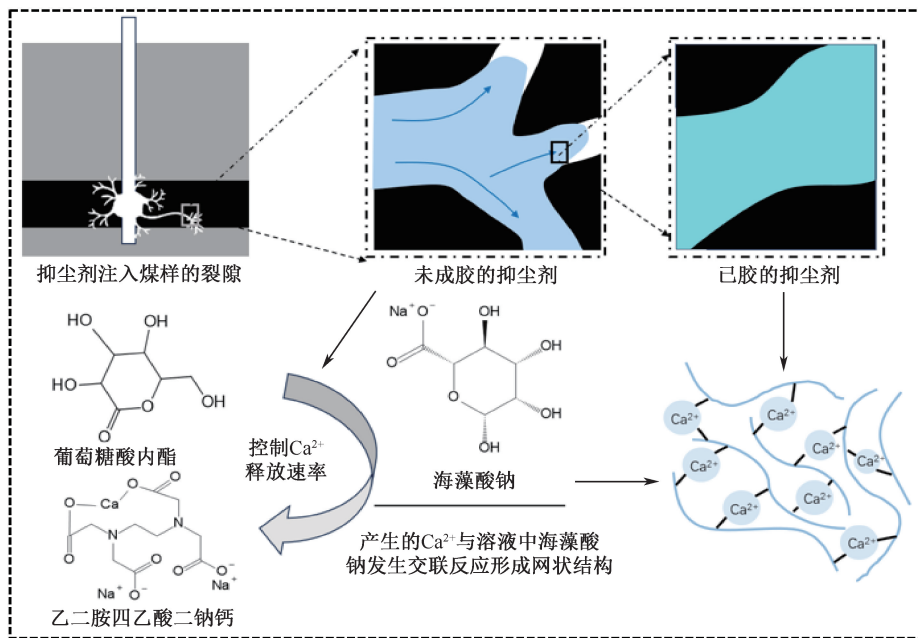 抑尘剂注入煤样的裂隙
未成胶的抑尘剂
已胶的抑尘剂
HO
OH
HO
O
OH
O
葡萄糖酸内酯
控制Ca²⁺
释放速率
Na⁺O⁻
O
OH
OH
O
OH
OH
海藻酸钠
产生的Ca²⁺与溶液中海藻酸
钠发生交联反应形成网状结构
O
O
Ca
O
O
N
N
O
O
O⁻
Na⁺
O
Na⁺
O⁻
乙二胺四乙酸二钠钙
Ca²⁺
Ca²⁺
Ca²⁺
Ca²⁺
Ca²⁺
Ca²⁺
Ca²⁺
Ca²⁺